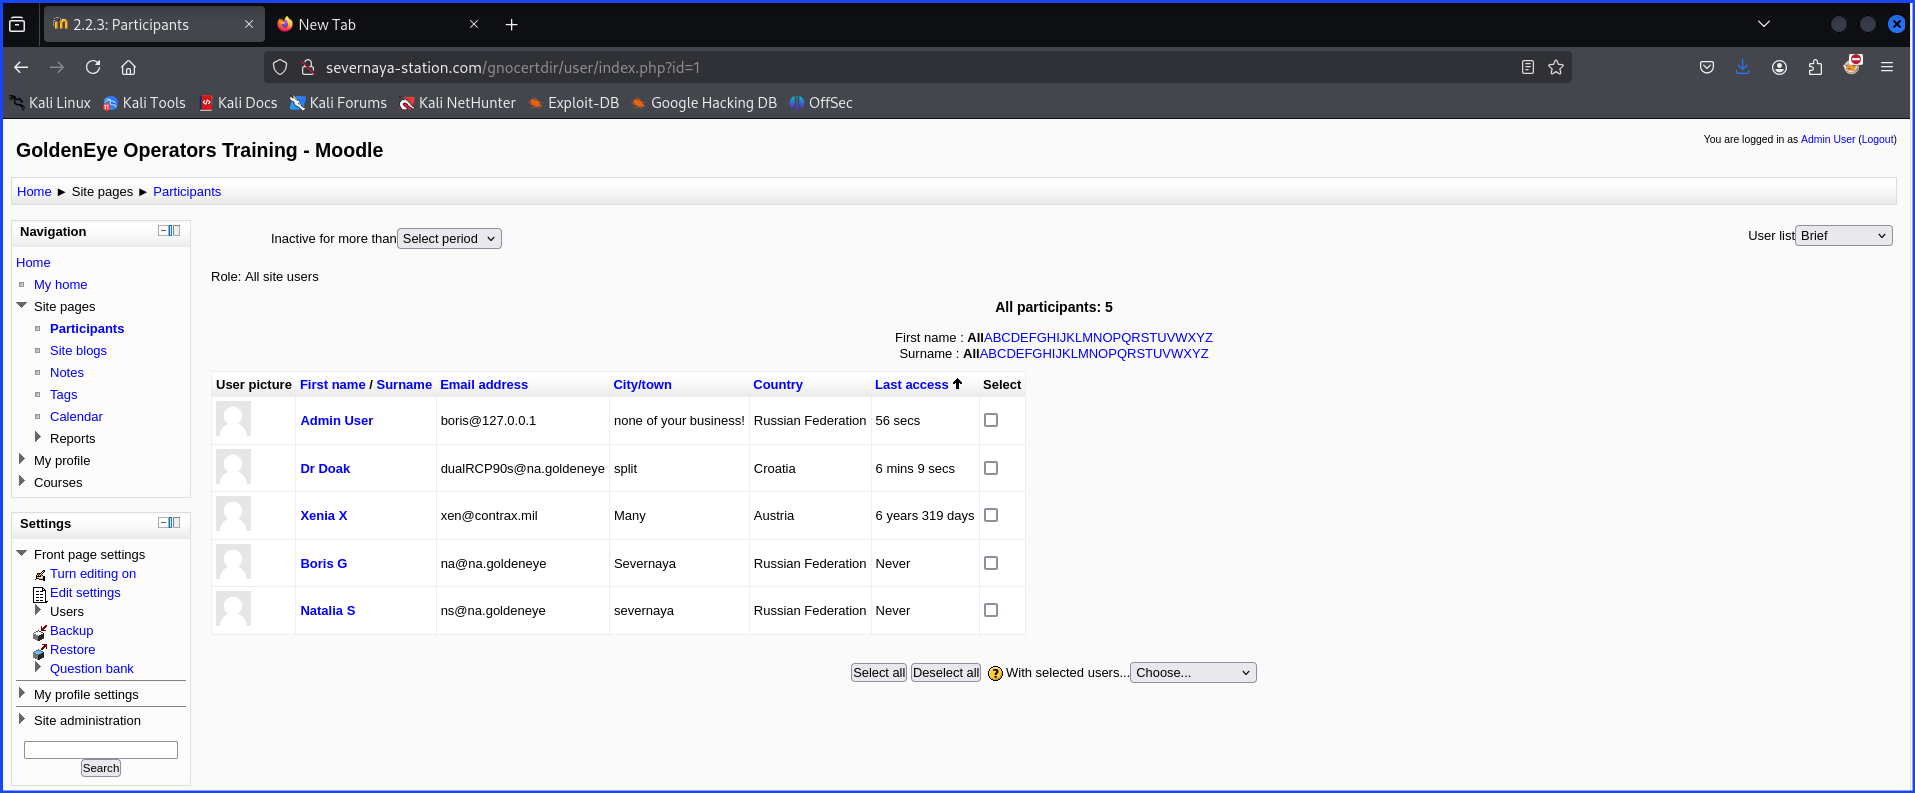 2.2.3: Participants
New Tab
severnaya-station.com/gnocertdir/user/index.php?id=1
Kali Linux Kali Tools Kali Docs Kali Forums Kali NetHunter Exploit-DB Google Hacking DB OffSec
GoldenEye Operators Training - Moodle
You are logged in as Admin User (Logout)
Home ► Site pages ► Participants
Navigation
Home
My home
Site pages
Participants
Site blogs
Notes
Tags
Calendar
Reports
My profile
Courses
Settings
Front page settings
Turn editing on
Edit settings
Users
Backup
Restore
Question bank
My profile settings
Site administration
Search
Inactive for more than Select period
User list Brief
Role: All site users
All participants: 5
First name : All A B C D E F G H I J K L M N O P Q R S T U V W X Y Z
Surname : All A B C D E F G H I J K L M N O P Q R S T U V W X Y Z
User picture First name / Surname Email address City/town Country Last access Select
Admin User boris@127.0.0.1 none of your business! Russian Federation 56 secs
Dr Doak dualRCP90s@na.goldeneye split Croatia 6 mins 9 secs
Xenia X xen@contrax.mil Many Austria 6 years 319 days
Boris G na@na.goldeneye Severnaya Russian Federation Never
Natalia S ns@na.goldeneye severnaya Russian Federation Never
Select all Deselect all ? With selected users... Choose...